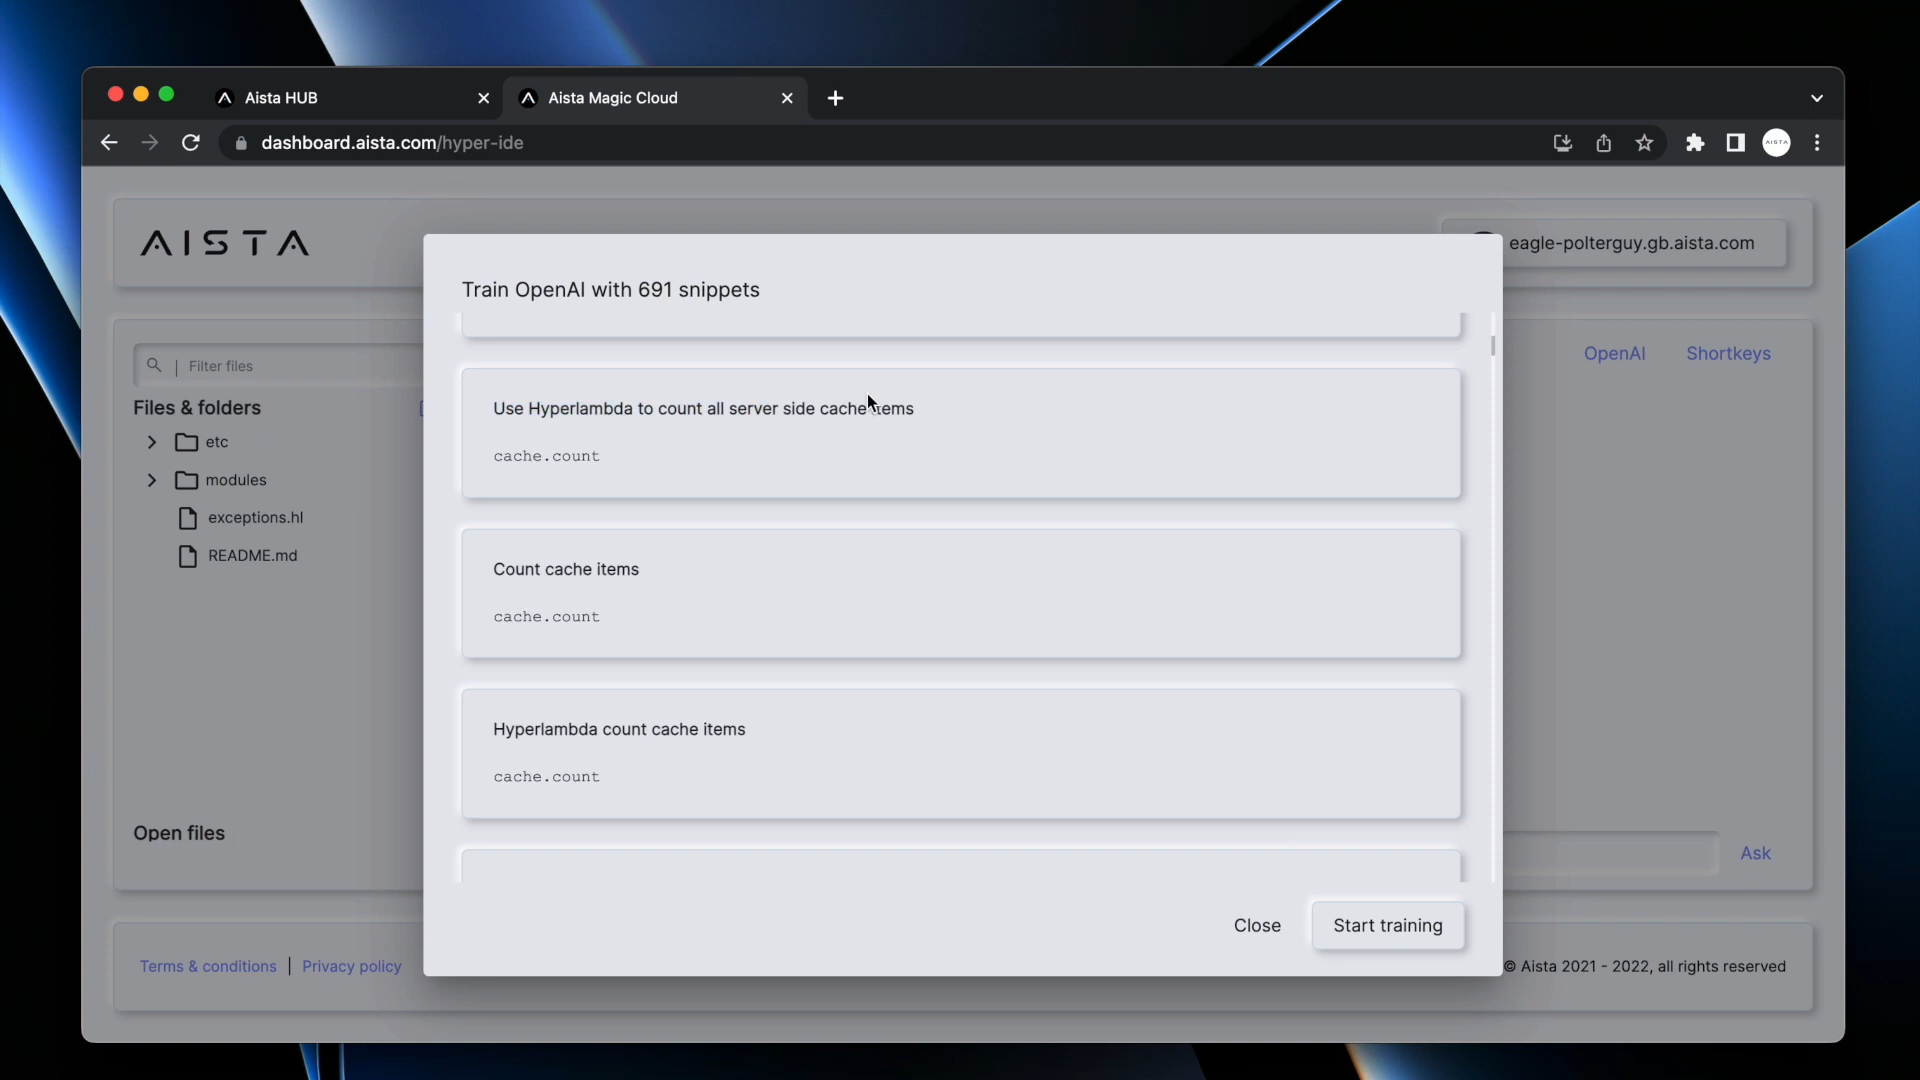 Aista HUB
Aista Magic Cloud
dashboard.aista.com/hyper-ide
AISTA
AISTA
eagle-polterguy.gb.aista.com
Train OpenAI with 691 snippets
OpenAI
Shortkeys
Filter files
Files & folders
etc
modules
exceptions.hl
README.md
Use Hyperlambda to count all server side cache items
cache.count
Count cache items
cache.count
Hyperlambda count cache items
cache.count
Open files
Ask
Close
Start training
Terms & conditions | Privacy policy
© Aista 2021 - 2022, all rights reserved